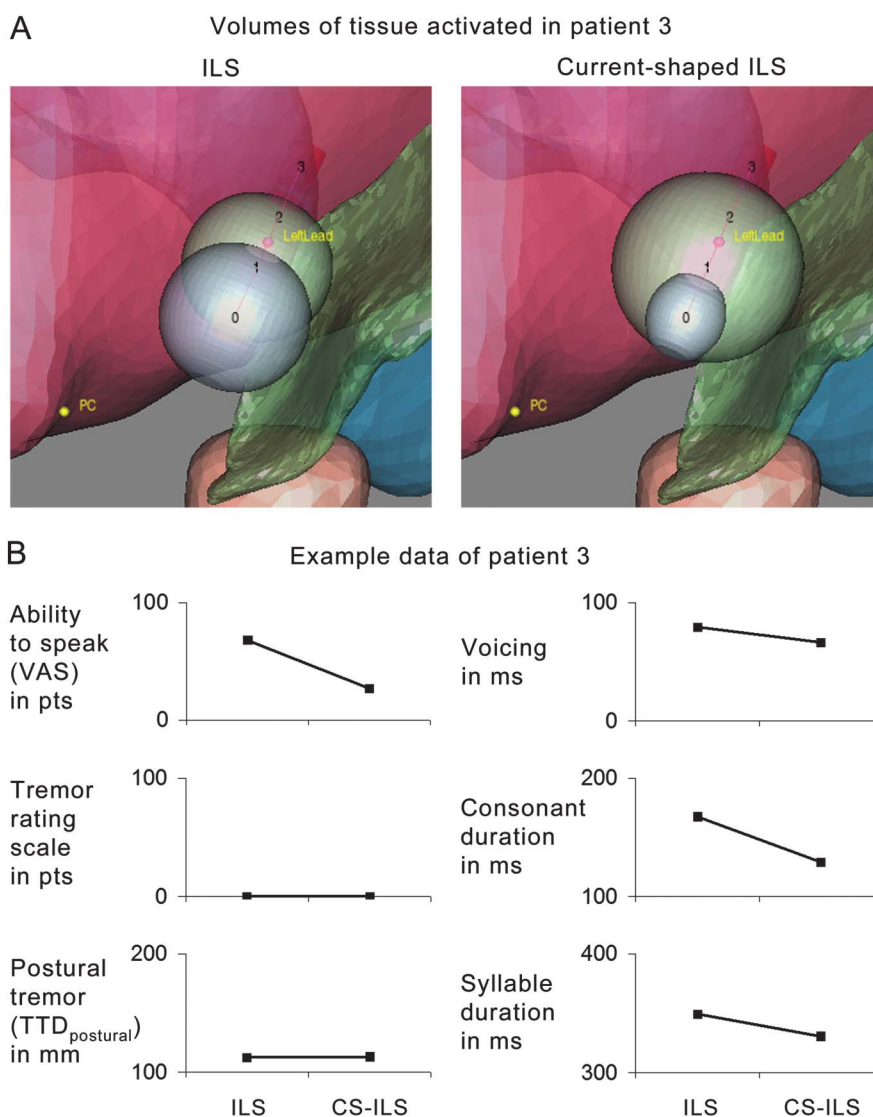 A
Volumes of tissue activated in patient 3
ILS
Current-shaped ILS
3
2
LeftLead
1
0
PC
3
2
LeftLead
1
0
PC
B
Example data of patient 3
Ability
to speak
(VAS)
in pts
100
0
Voicing
in ms
100
0
Tremor
rating
scale
in pts
100
0
Consonant
duration
in ms
200
100
Postural
tremor
(TTDpostural)
in mm
200
100
Syllable
duration
in ms
400
300
ILS
CS-ILS
ILS
CS-ILS